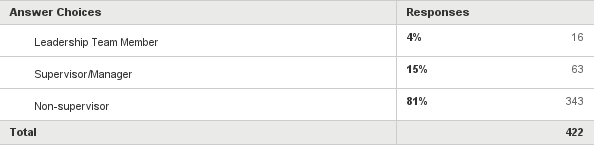 Answer Choices Responses
Leadership Team Member 4% 16
Supervisor/Manager 15% 63
Non-supervisor 81% 343
Total 422